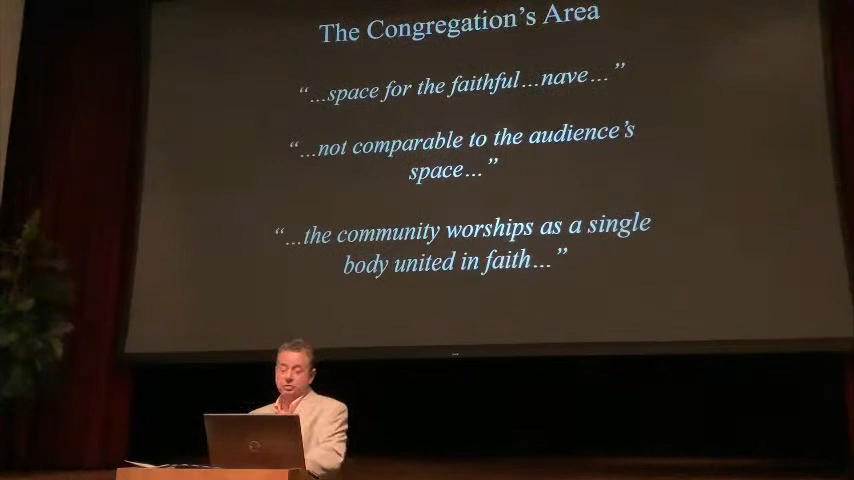 The Congregation’s Area
“…space for the faithful…nave…”
“…not comparable to the audience’s
space…”
“…the community worships as a single
body united in faith…”